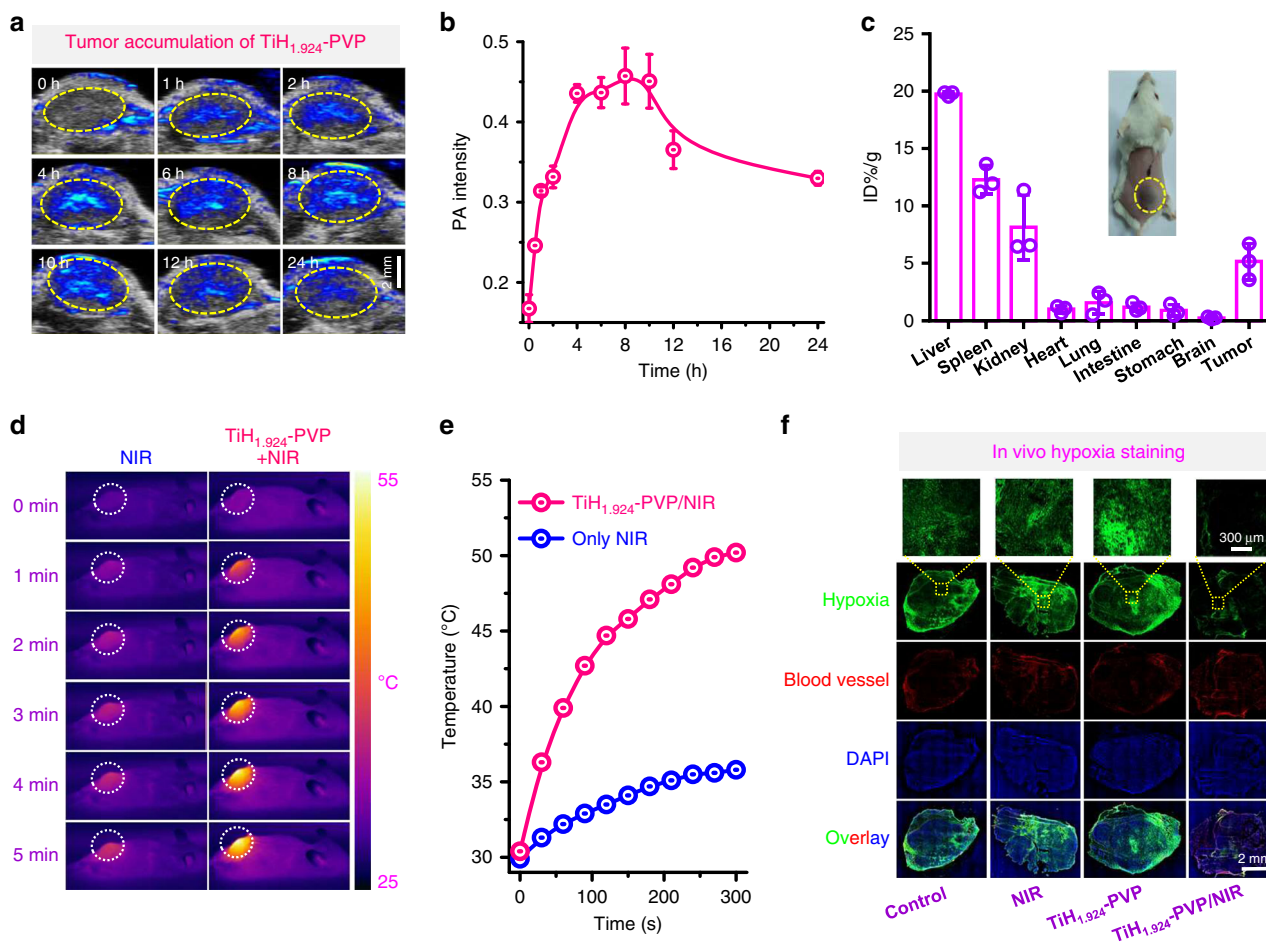 a
Tumor accumulation of TiH1.924-PVP
0 h
1 h
2 h
4 h
6 h
8 h
10 h
12 h
24 h
2 mm
b
PA intensity
0.5
0.4
0.3
0.2
0 4 8 12 16 20 24
Time (h)
c
ID%/g
25
20
15
10
5
0
Liver
Spleen
Kidney
Heart
Lung
Intestine
Stomach
Brain
Tumor
d
NIR
TiH1.924-PVP
+NIR
0 min
1 min
2 min
3 min
4 min
5 min
55
°C
25
e
Temperature (°C)
55
50
45
40
35
30
TiH1.924-PVP/NIR
Only NIR
0 100 200 300
Time (s)
f
In vivo hypoxia staining
300 μm
Hypoxia
Blood vessel
DAPI
Overlay
2 mm
Control
NIR
TiH1.924-PVP
TiH1.924-PVP/NIR